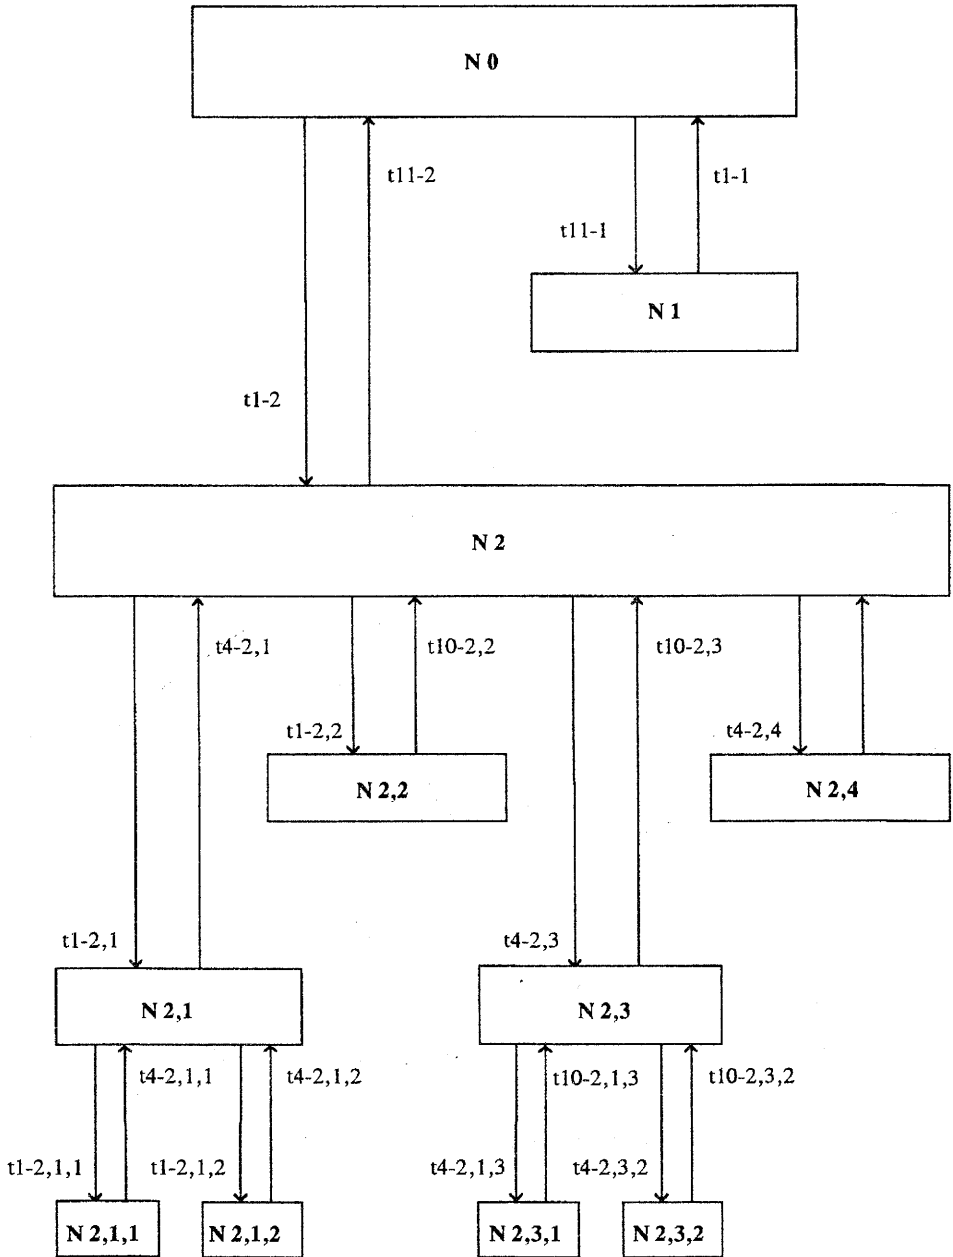 N 0
t11-2
t1-1
t11-1
N 1
t1-2
N 2
t4-2,1
t10-2,2
t10-2,3
t1-2,2
t4-2,4
N 2,2
N 2,4
t1-2,1
t4-2,3
N 2,1
N 2,3
t4-2,1,1
t4-2,1,2
t10-2,1,3
t10-2,3,2
t1-2,1,1
t1-2,1,2
t4-2,1,3
t4-2,3,2
N 2,1,1
N 2,1,2
N 2,3,1
N 2,3,2